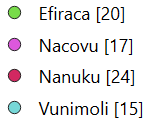 Efiraca [20]
Nacovu [17]
Nanuku [24]
Vunimoli [15]